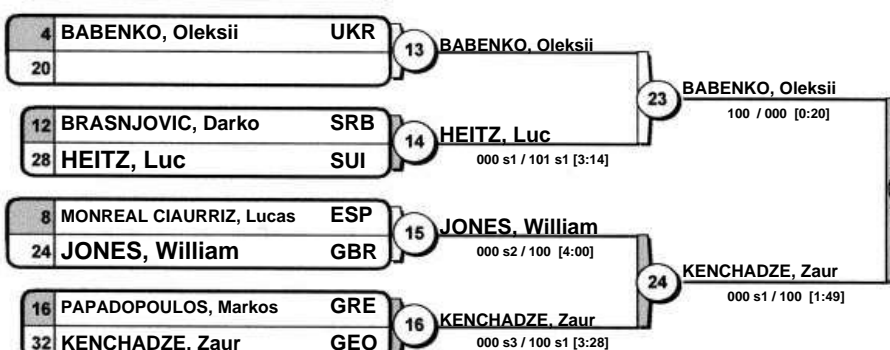 4 BABENKO, Oleksii UKR
20
13
BABENKO, Oleksii
12 BRASNJOVIC, Darko SRB
28 HEITZ, Luc SUI
14
HEITZ, Luc
000 s1 / 101 s1 [3:14]
23
BABENKO, Oleksii
100 / 000 [0:20]
8 MONREAL CIAURRIZ, Lucas ESP
24 JONES, William GBR
15
JONES, William
000 s2 / 100 [4:00]
16 PAPADOPOULOS, Markos GRE
32 KENCHADZE, Zaur GEO
16
KENCHADZE, Zaur
000 s3 / 100 s1 [3:28]
24
KENCHADZE, Zaur
000 s1 / 100 [1:49]